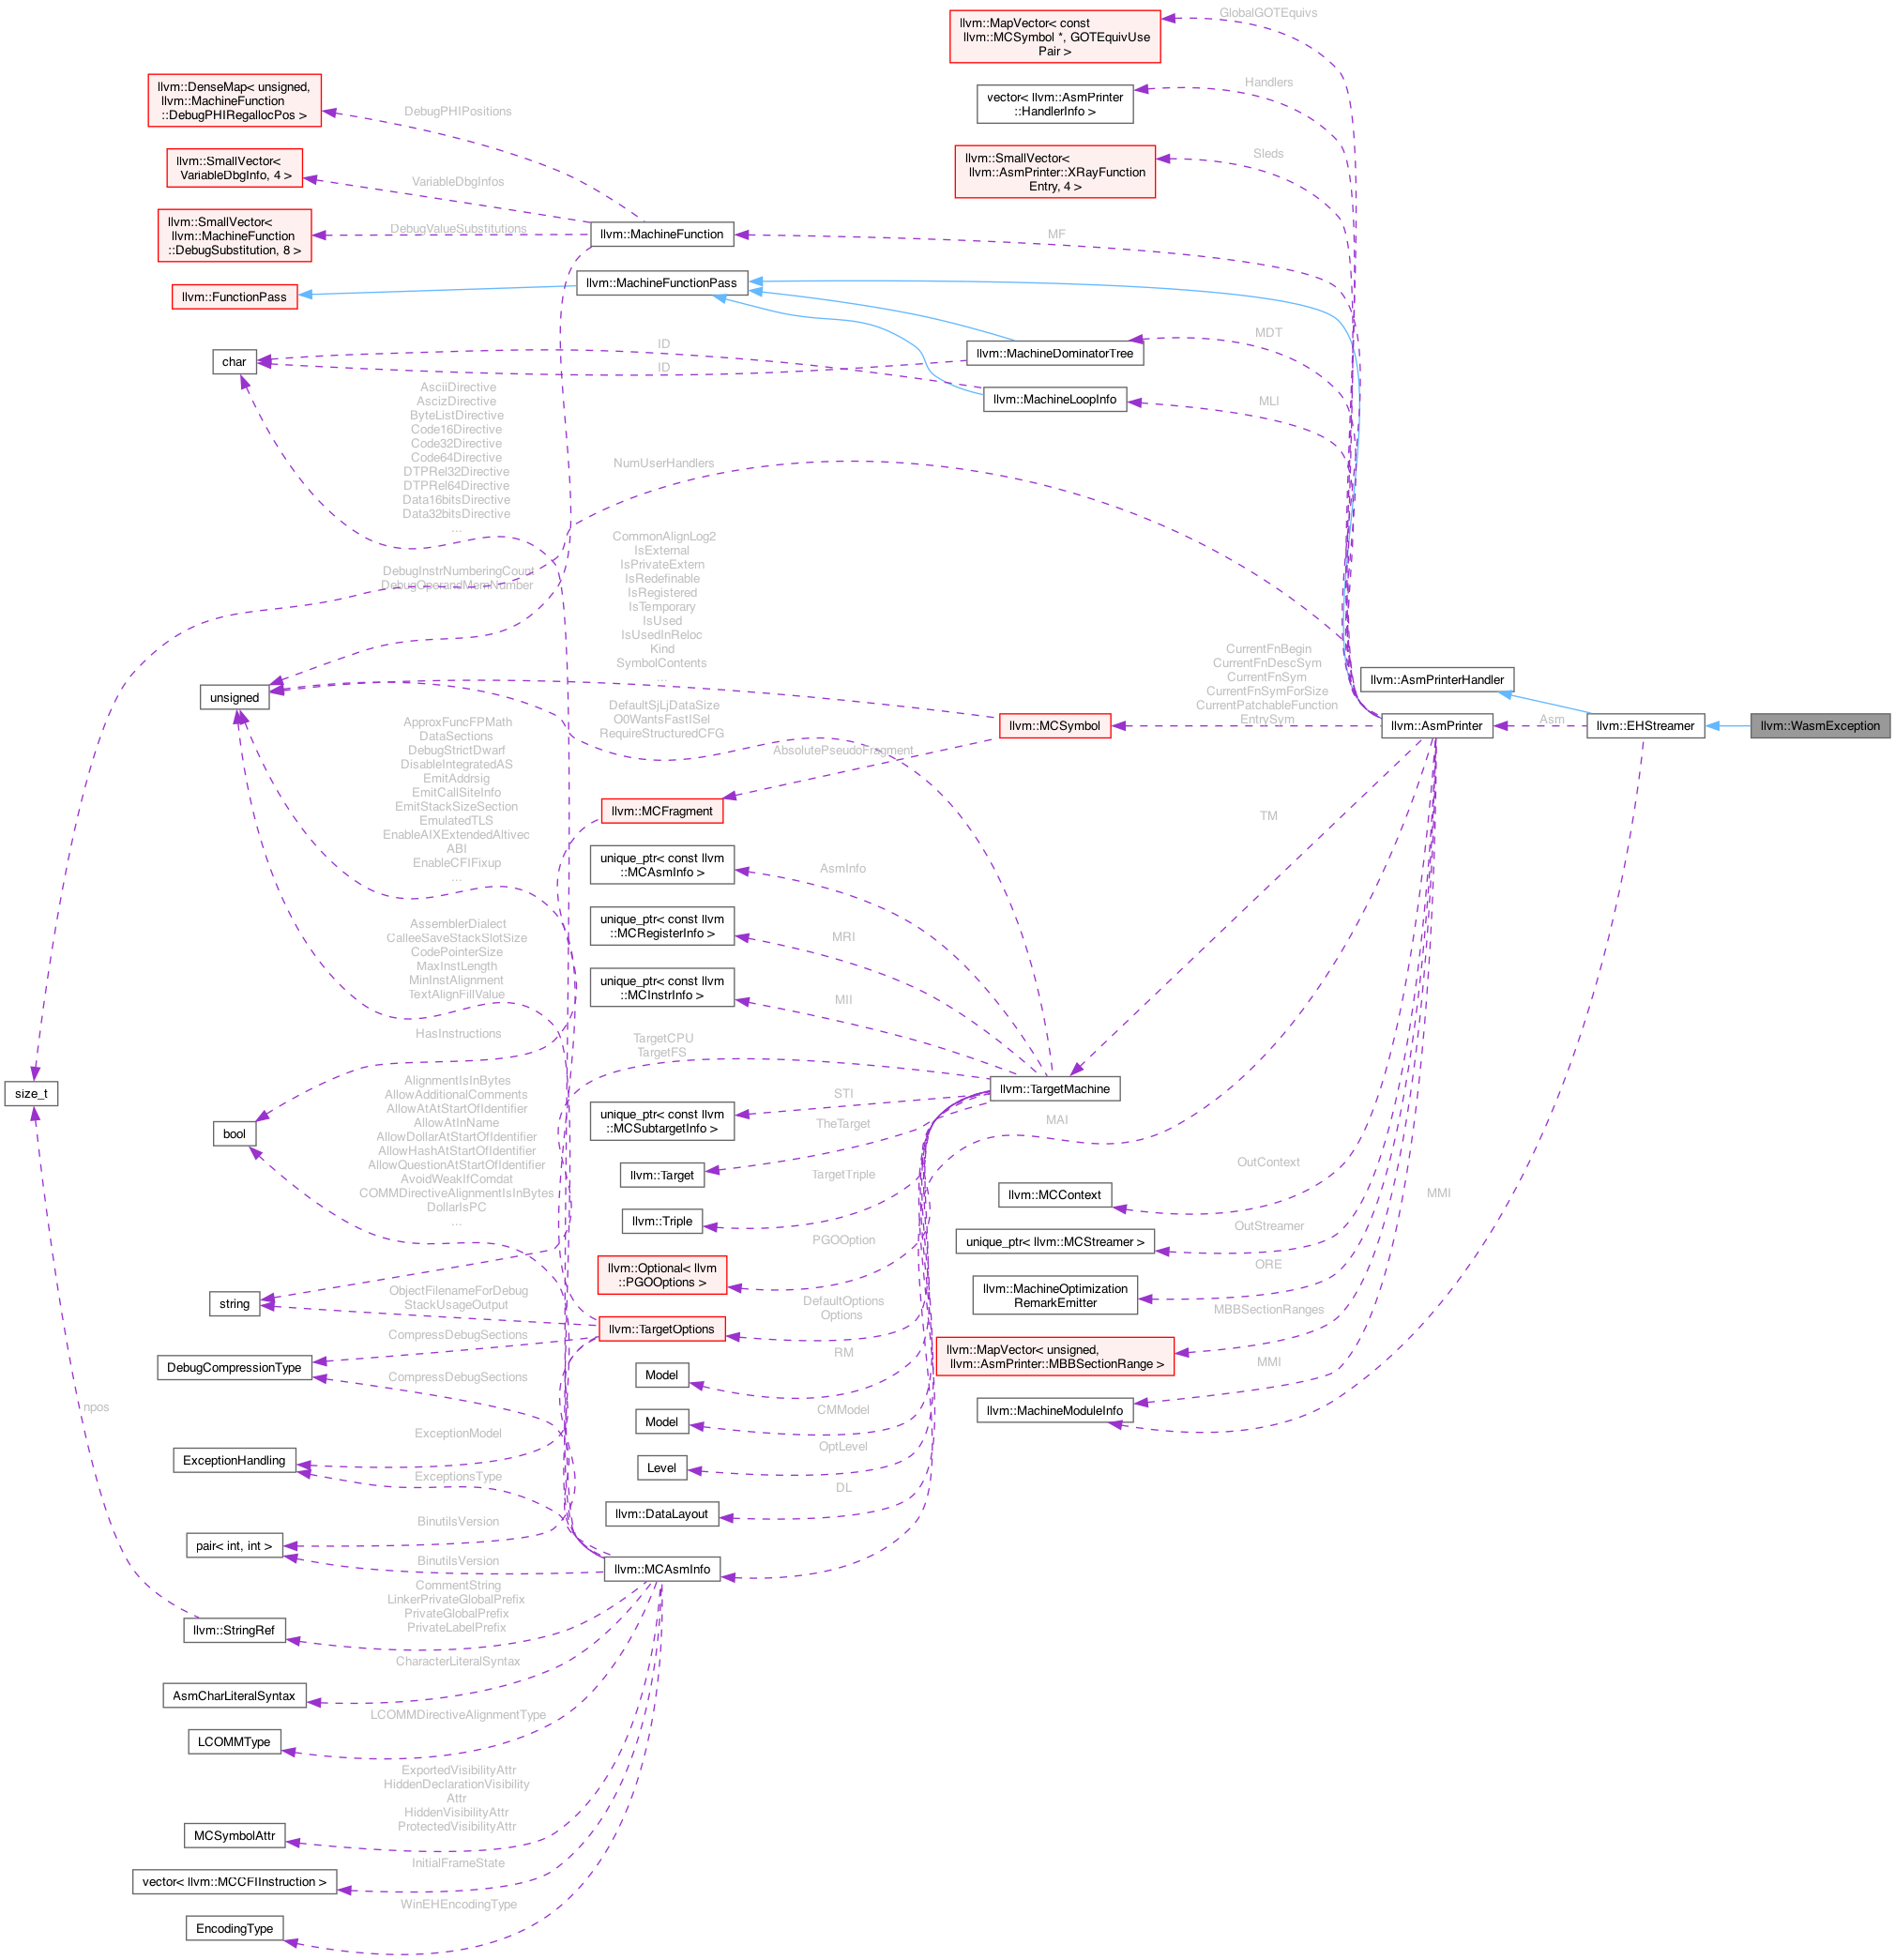 GlobalGOTEquivs
llvm::MapVector< const
llvm::MCSymbol *, GOTEquivUse
Pair >
Handlers
vector< llvm::AsmPrinter
::HandlerInfo >
Sleds
llvm::SmallVector<
llvm::AsmPrinter::XRayFunction
Entry, 4 >
llvm::DenseMap< unsigned,
llvm::MachineFunction
::DebugPHIRegallocPos >
DebugPHIPositions
llvm::SmallVector<
VariableDbgInfo, 4 >
VariableDbgInfos
llvm::SmallVector<
llvm::MachineFunction
::DebugSubstitution, 8 >
DebugValueSubstitutions
llvm::MachineFunction
MF
llvm::FunctionPass
llvm::MachineFunctionPass
MDT
llvm::MachineDominatorTree
char
ID
ID
llvm::MachineLoopInfo
MLI
AsciiDirective
AscizDirective
ByteListDirective
Code16Directive
Code32Directive
Code64Directive
DTPRel32Directive
DTPRel64Directive
Data16bitsDirective
Data32bitsDirective
...
NumUserHandlers
DebugInstrNumberingCount
DebugOperandMemNumber
CommonAlignLog2
IsExternal
IsPrivateExtern
IsRedefinable
IsRegistered
IsTemporary
IsUsed
IsUsedInReloc
Kind
SymbolContents
...
CurrentFnBegin
CurrentFnDescSym
CurrentFnSym
CurrentFnSymForSize
CurrentPatchableFunction
EntrySym
llvm::AsmPrinterHandler
unsigned
DefaultSjLjDataSize
O0WantsFastISel
RequireStructuredCFG
llvm::MCSymbol
llvm::AsmPrinter
Asm
llvm::EHStreamer
llvm::WasmException
ApproxFuncFPMath
DataSections
DebugStrictDwarf
DisableIntegratedAS
EmitAddrsig
EmitCallSiteInfo
EmitStackSizeSection
EmulatedTLS
EnableAIXExtendedAltivec
ABI
EnableCFIFixup
...
AbsolutePseudoFragment
llvm::MCFragment
TM
unique_ptr< const llvm
::MCAsmInfo >
AsmInfo
unique_ptr< const llvm
::MCRegisterInfo >
MRI
unique_ptr< const llvm
::MCInstrInfo >
MII
AssemblerDialect
CalleeSaveStackSlotSize
CodePointerSize
MaxInstLength
MinInstAlignment
TextAlignFillValue
HasInstructions
TargetCPU
TargetFS
llvm::TargetMachine
size_t
AlignmentIsInBytes
AllowAdditionalComments
AllowAtAtStartOfIdentifier
AllowAtInName
AllowDollarAtStartOfIdentifier
AllowHashAtStartOfIdentifier
AllowQuestionAtStartOfIdentifier
AvoidWeakIfComdat
COMMDirectiveAlignmentIsInBytes
DollarIsPC
...
bool
unique_ptr< const llvm
::MCSubtargetInfo >
STI
TheTarget
MAI
llvm::Target
TargetTriple
OutContext
MMI
llvm::MCContext
llvm::Triple
PGOOption
OutStreamer
unique_ptr< llvm::MCStreamer >
llvm::Optional< llvm
::PGOOptions >
ORE
llvm::MachineOptimization
RemarkEmitter
string
ObjectFilenameForDebug
StackUsageOutput
DefaultOptions
Options
MBBSectionRanges
llvm::TargetOptions
CompressDebugSections
RM
llvm::MapVector< unsigned,
llvm::AsmPrinter::MBBSectionRange >
DebugCompressionType
CompressDebugSections
Model
MMI
npos
Model
CMModel
llvm::MachineModuleInfo
ExceptionModel
OptLevel
ExceptionHandling
ExceptionsType
Level
DL
BinutilsVersion
llvm::DataLayout
pair< int, int >
BinutilsVersion
llvm::MCAsmInfo
CommentString
LinkerPrivateGlobalPrefix
PrivateGlobalPrefix
PrivateLabelPrefix
llvm::StringRef
CharacterLiteralSyntax
AsmCharLiteralSyntax
LCOMMDirectiveAlignmentType
LCOMMType
ExportedVisibilityAttr
HiddenDeclarationVisibility
Attr
HiddenVisibilityAttr
ProtectedVisibilityAttr
MCSymbolAttr
InitialFrameState
vector< llvm::MCCFIInstruction >
WinEHEncodingType
EncodingType